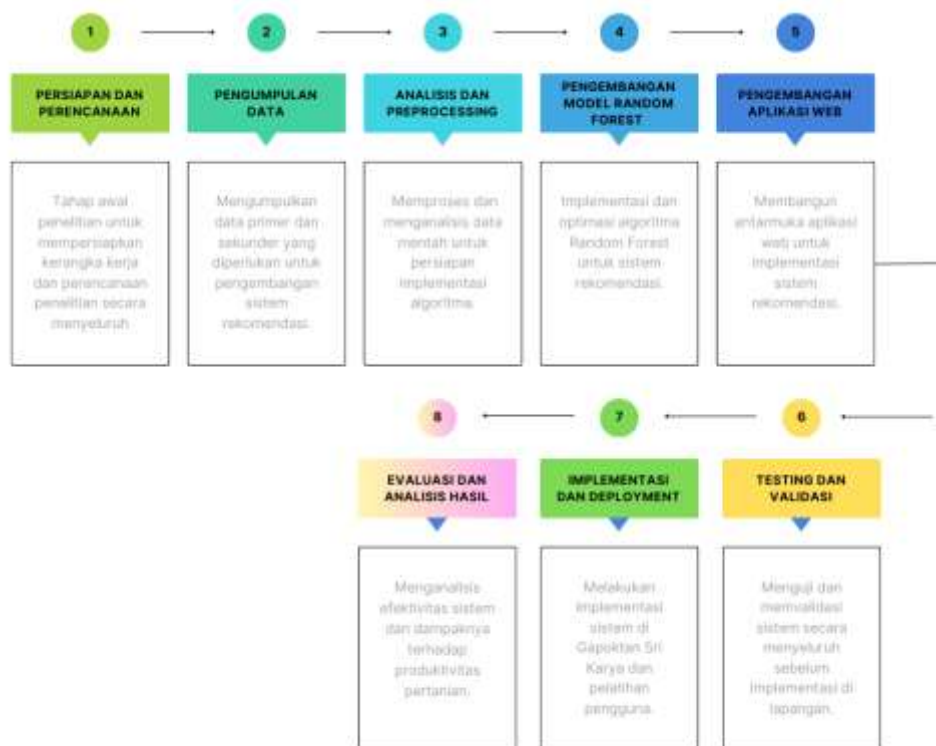 1
2
3
4
5
PERSIAPAN DAN
PERENCANAAN
PENGUMPULAN
DATA
ANALISIS DAN
PREPROCESSING
PENGEMBANGAN
MODEL RANDOM
FOREST
PENGEMBANGAN
APLIKASI WEB
Tahap awal
penelitian untuk
mempersiapkan
kerangka kerja
dan perencanaan
penelitian secara
menyeluruh
Mengumpulkan
data primer dan
sekunder yang
diperlukan untuk
pengembangan
sistem
rekomendasi.
Memproses dan
menganalisis data
mentah untuk
persiapan
implementasi
algoritma.
Implementasi dan
optimasi algoritma
Random Forest
untuk sistem
rekomendasi.
Membangun
antarmuka aplikasi
web untuk
implementasi
sistem
rekomendasi.
8
7
6
EVALUASI DAN
ANALISIS HASIL
IMPLEMENTASI
DAN DEPLOYMENT
TESTING DAN
VALIDASI
Menganalisis
efektivitas sistem
dan dampaknya
terhadap
produktivitas
pertanian.
Melakukan
implementasi
sistem di
Gapoktan Sri
Karya dan
pelatihan
pengguna.
Menguji dan
memvalidasi
sistem secara
menyeluruh
sebelum
implementasi di
lapangan.